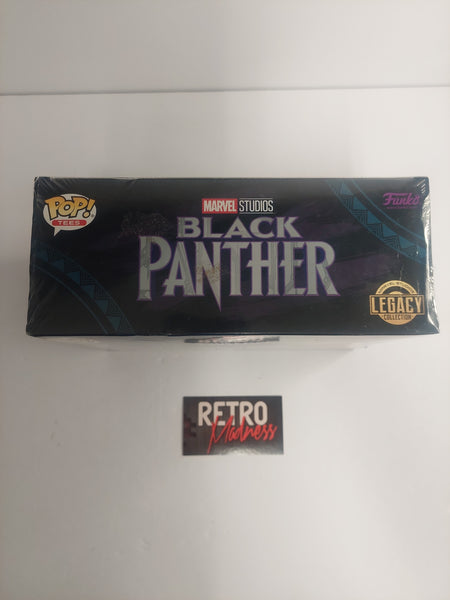 POP!
TEES
MARVEL STUDIOS
Funko
BLACK
PANTHER
LEGACY
COLLECTION
RETRO
Madness